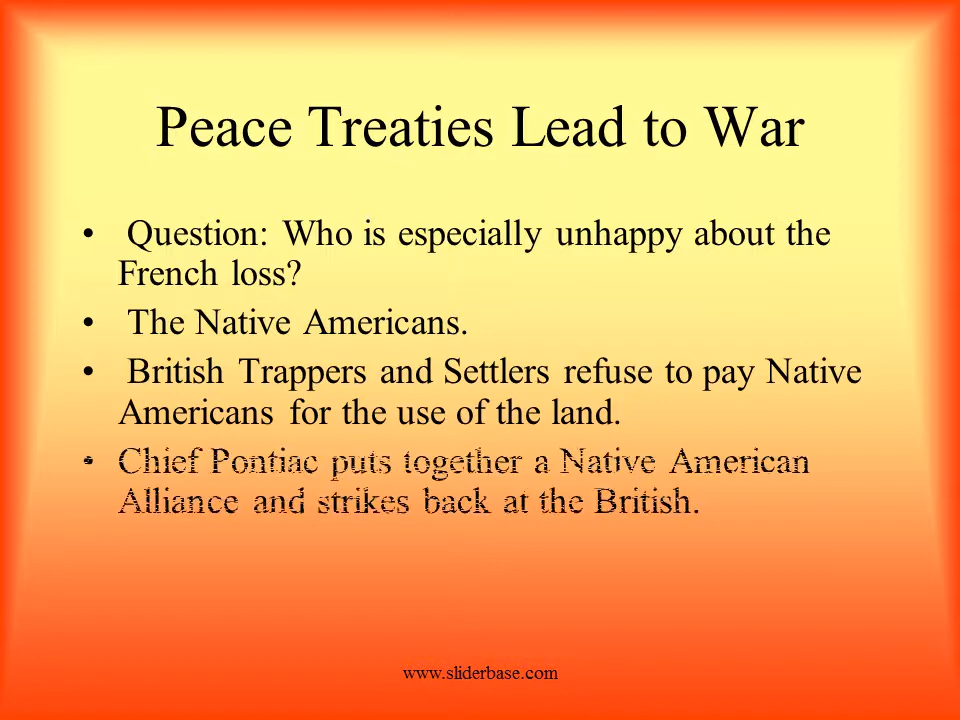 Peace Treaties Lead to War
• Question: Who is especially unhappy about the
French loss?
• The Native Americans.
• British Trappers and Settlers refuse to pay Native
Americans for the use of the land.
• Chief Pontiac puts together a Native American
Alliance and strikes back at the British.
www.sliderbase.com